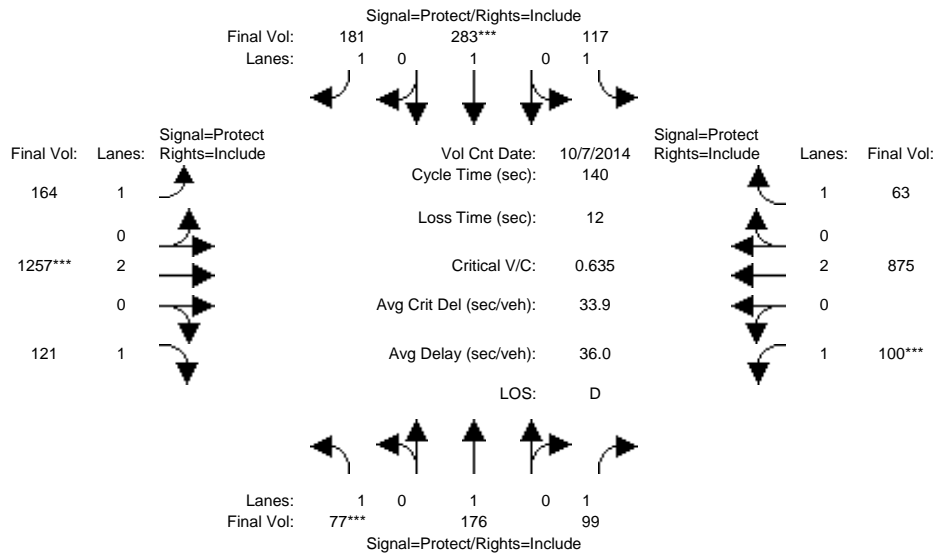 Signal=Protect/Rights=Include
Final Vol: 181 283*** 117
Lanes: 1 0 1 0 1
Signal=Protect Signal=Protect
Final Vol: Lanes: Rights=Include Vol Cnt Date: 10/7/2014 Rights=Include Lanes: Final Vol:
Cycle Time (sec): 140
164 1 1 63
Loss Time (sec): 12
0 0
1257*** 2 Critical V/C: 0.635 2 875
0 Avg Crit Del (sec/veh): 33.9 0
121 1 Avg Delay (sec/veh): 36.0 1 100***
LOS: D
Lanes: 1 0 1 0 1
Final Vol: 77*** 176 99
Signal=Protect/Rights=Include